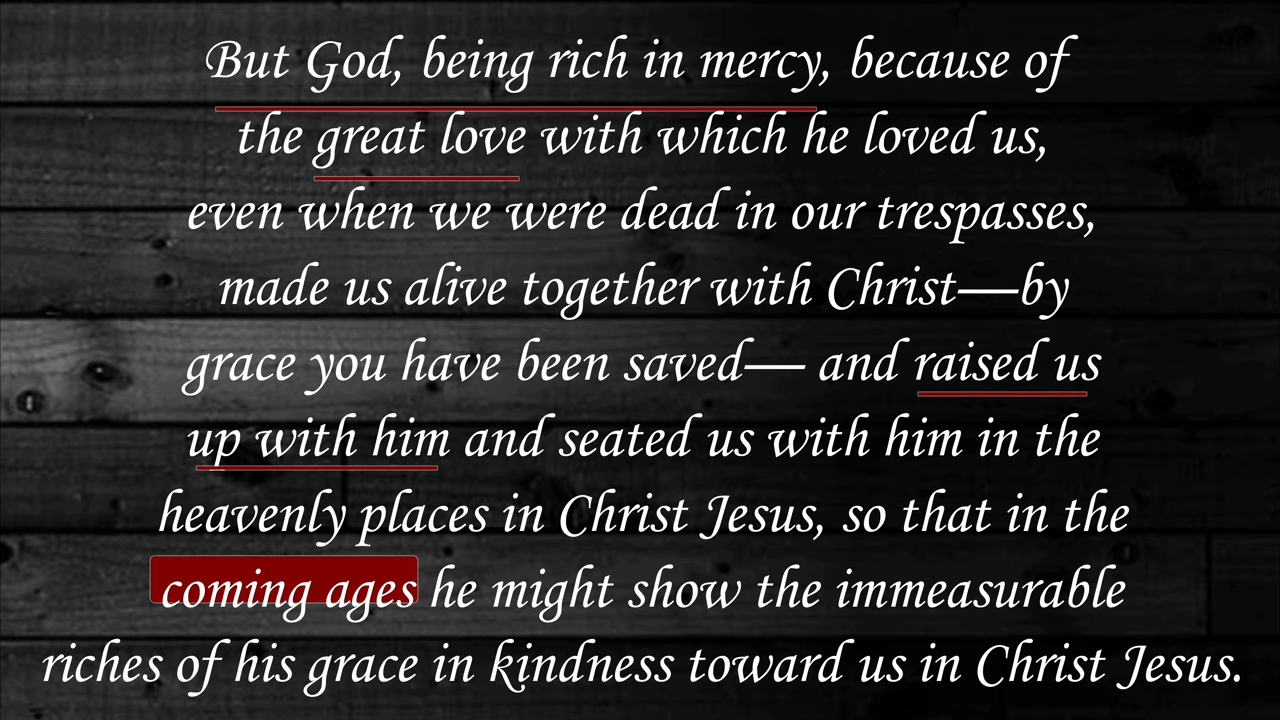 But God, being rich in mercy, because of
the great love with which he loved us,
even when we were dead in our trespasses,
made us alive together with Christ—by
grace you have been saved— and raised us
up with him and seated us with him in the
heavenly places in Christ Jesus, so that in the
coming ages he might show the immeasurable
riches of his grace in kindness toward us in Christ Jesus.